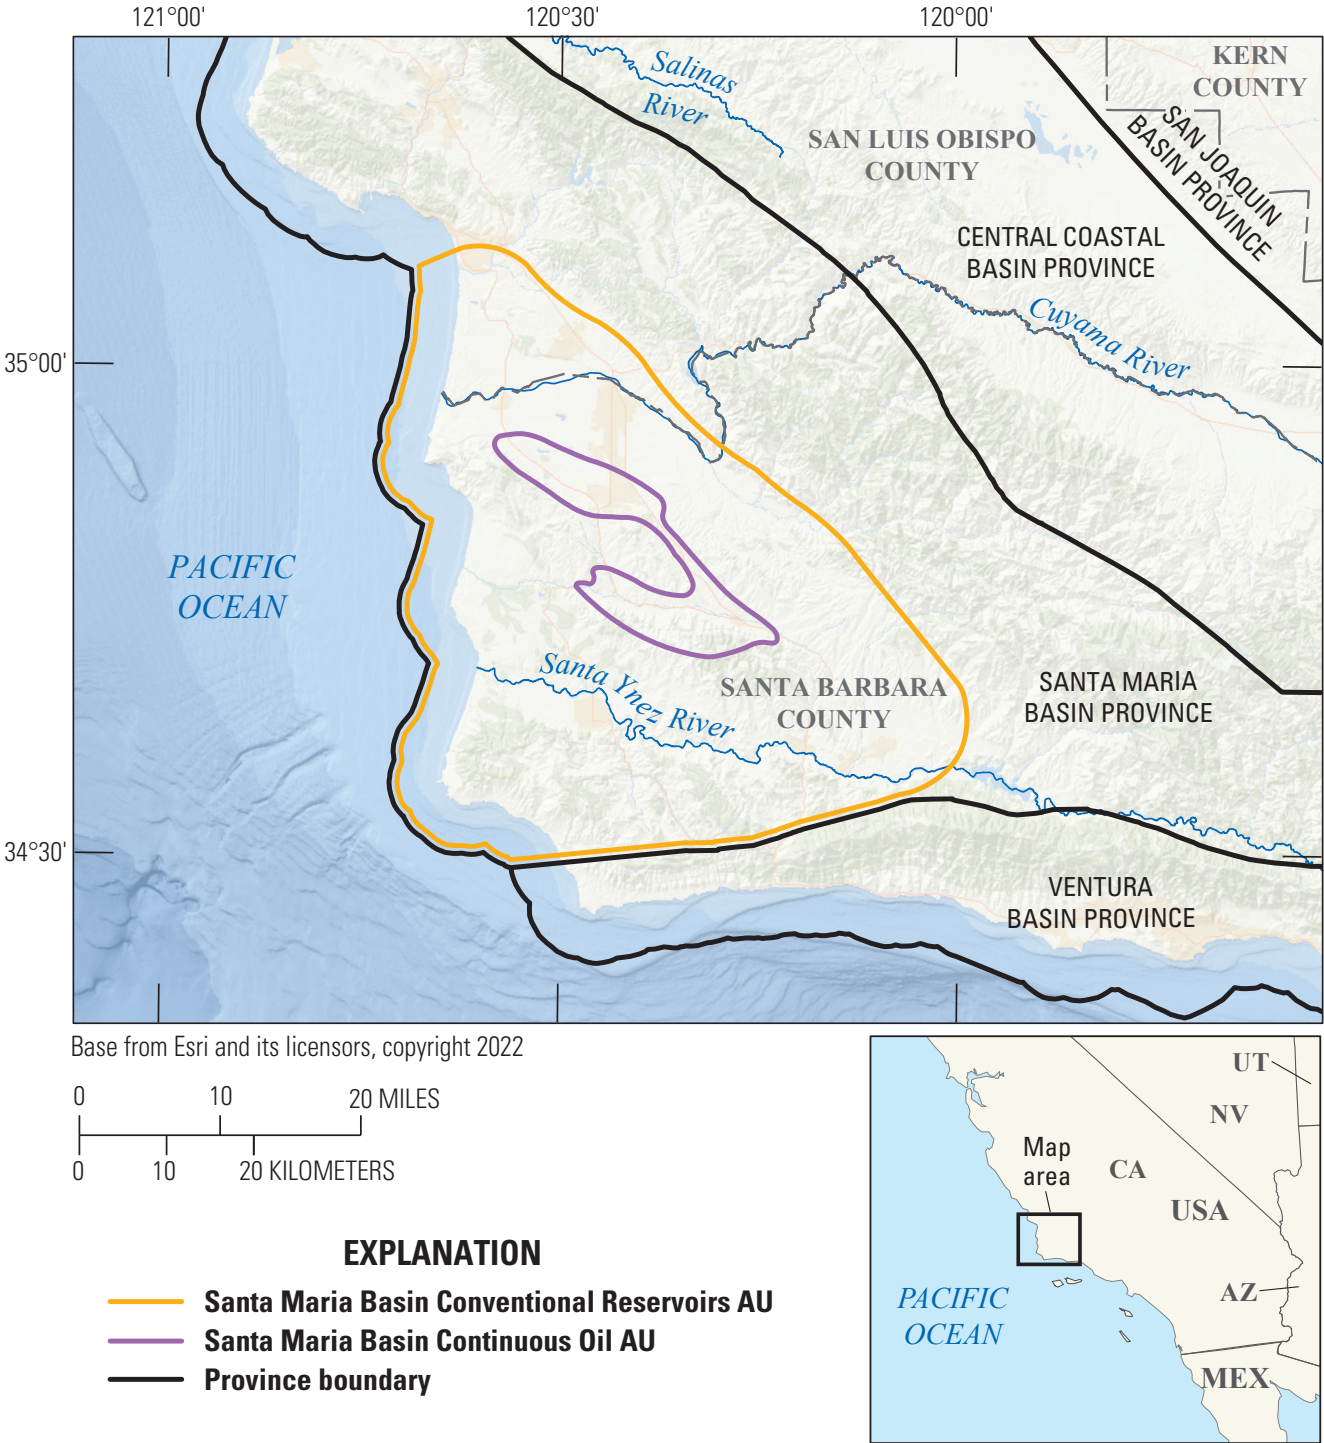 121°00'
120°30'
120°00'
KERN
COUNTY
Salinas
River
SAN JOAQUIN
BASIN PROVINCE
SAN LUIS OBISPO
COUNTY
CENTRAL COASTAL
BASIN PROVINCE
Cuyama River
35°00'
PACIFIC
OCEAN
Santa Ynez River
SANTA BARBARA
COUNTY
SANTA MARIA
BASIN PROVINCE
34°30'
VENTURA
BASIN PROVINCE
Base from Esri and its licensors, copyright 2022
0 10 20 MILES
0 10 20 KILOMETERS
EXPLANATION
Santa Maria Basin Conventional Reservoirs AU
Santa Maria Basin Continuous Oil AU
Province boundary
UT
NV
Map
area
CA
USA
AZ
PACIFIC
OCEAN
MEX